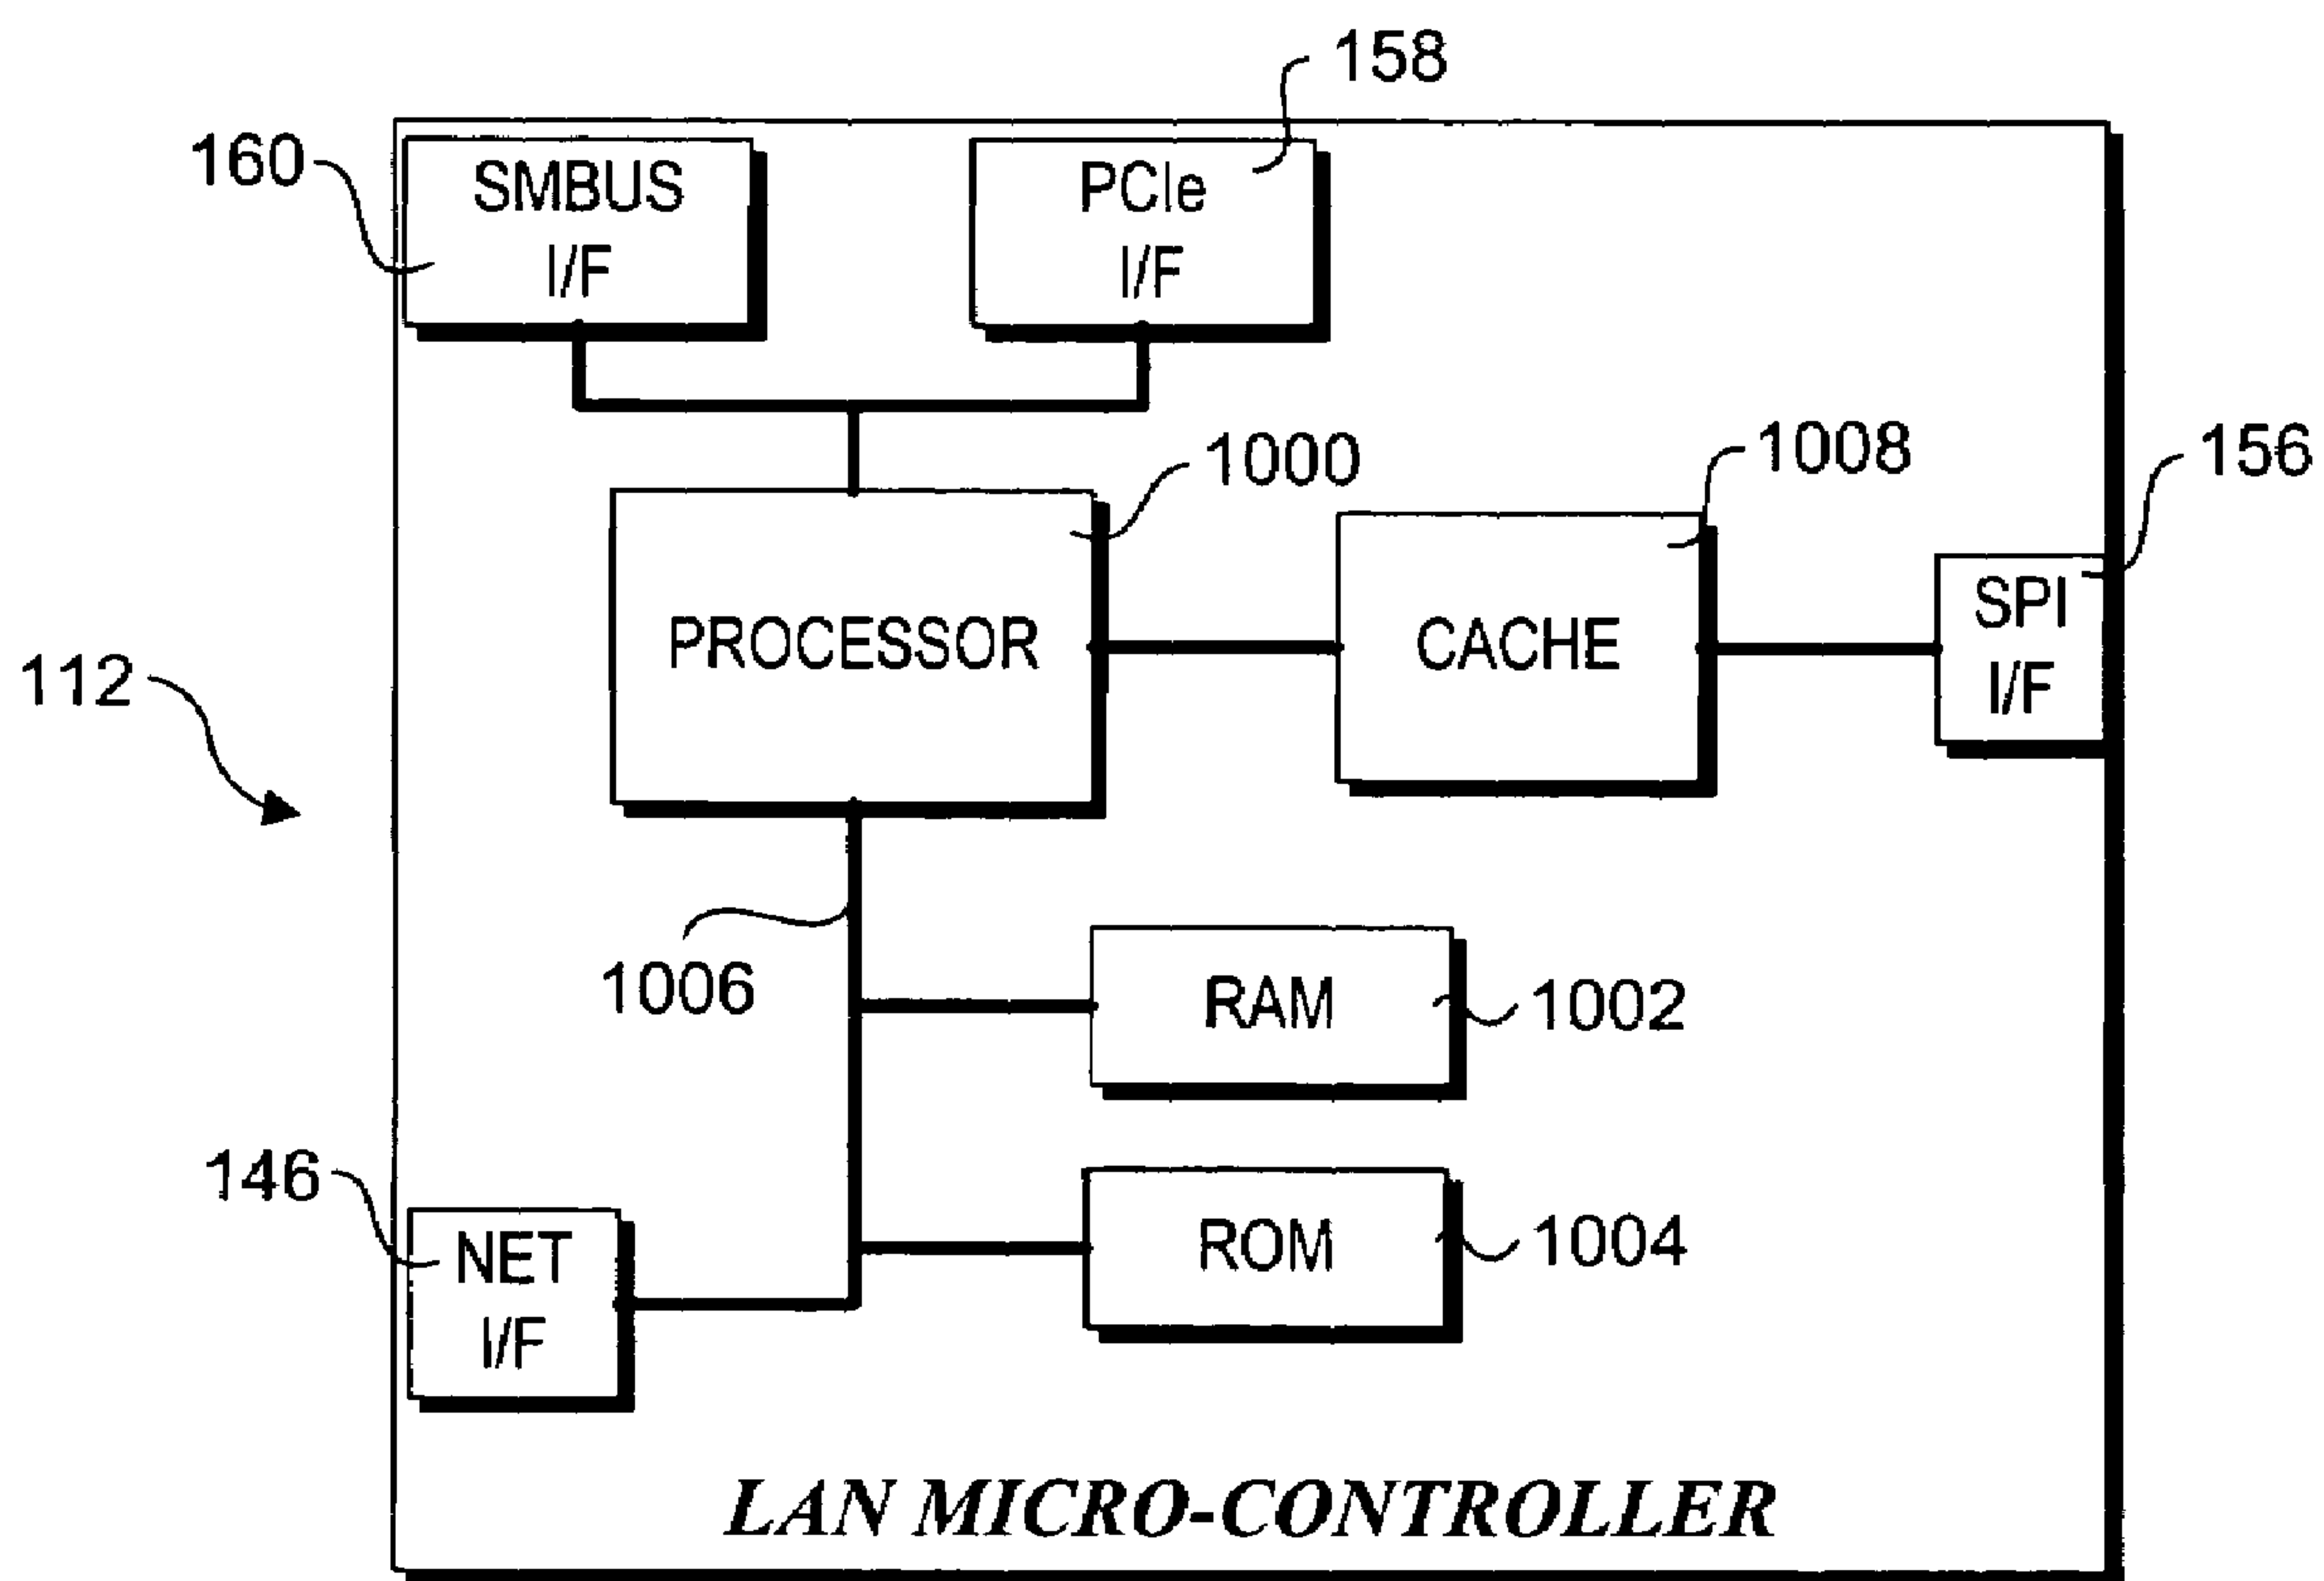 158
160
SMBUS
I/F
PCIe
I/F
1000
1008
156
PROCESSOR
CACHE
SPI
I/F
112
1006
RAM
1002
146
NET
I/F
ROM
1004
LAN MICRO-CONTROLLER